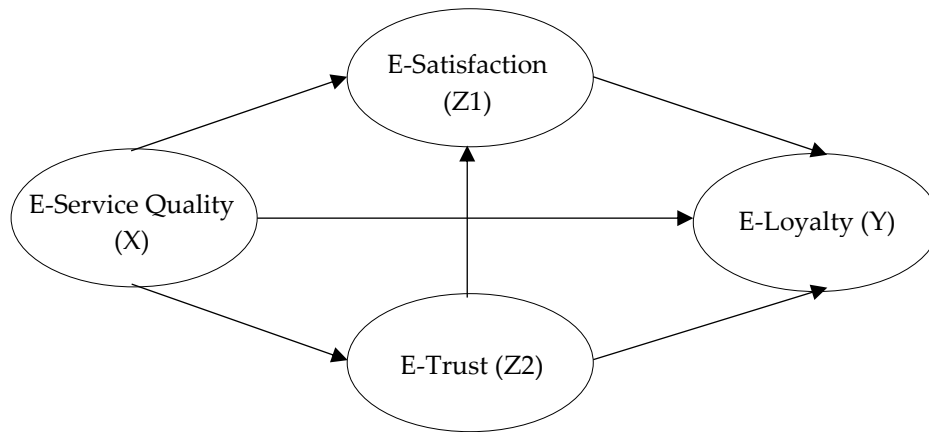 E-Satisfaction
(Z1)
E-Service Quality
(X)
E-Loyalty (Y)
E-Trust (Z2)